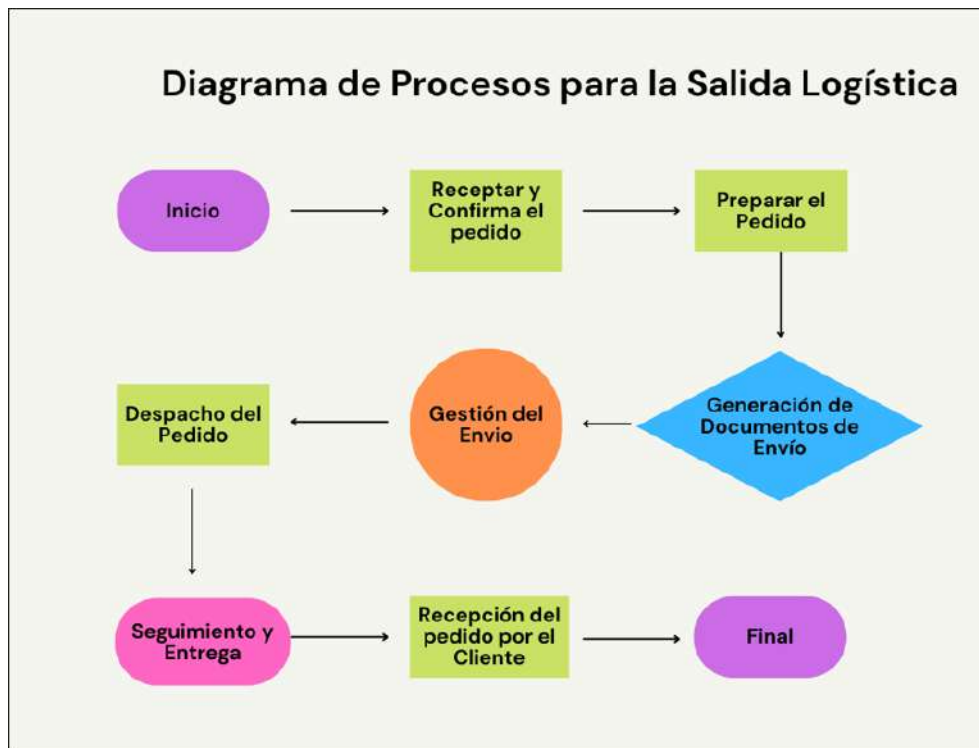 Diagrama de Procesos para la Salida Logística
Inicio
Receptar y
Confirma el
pedido
Preparar el
Pedido
Generación de
Documentos de
Envío
Gestión del
Envio
Despacho del
Pedido
Seguimiento y
Entrega
Recepción del
pedido por el
Cliente
Final